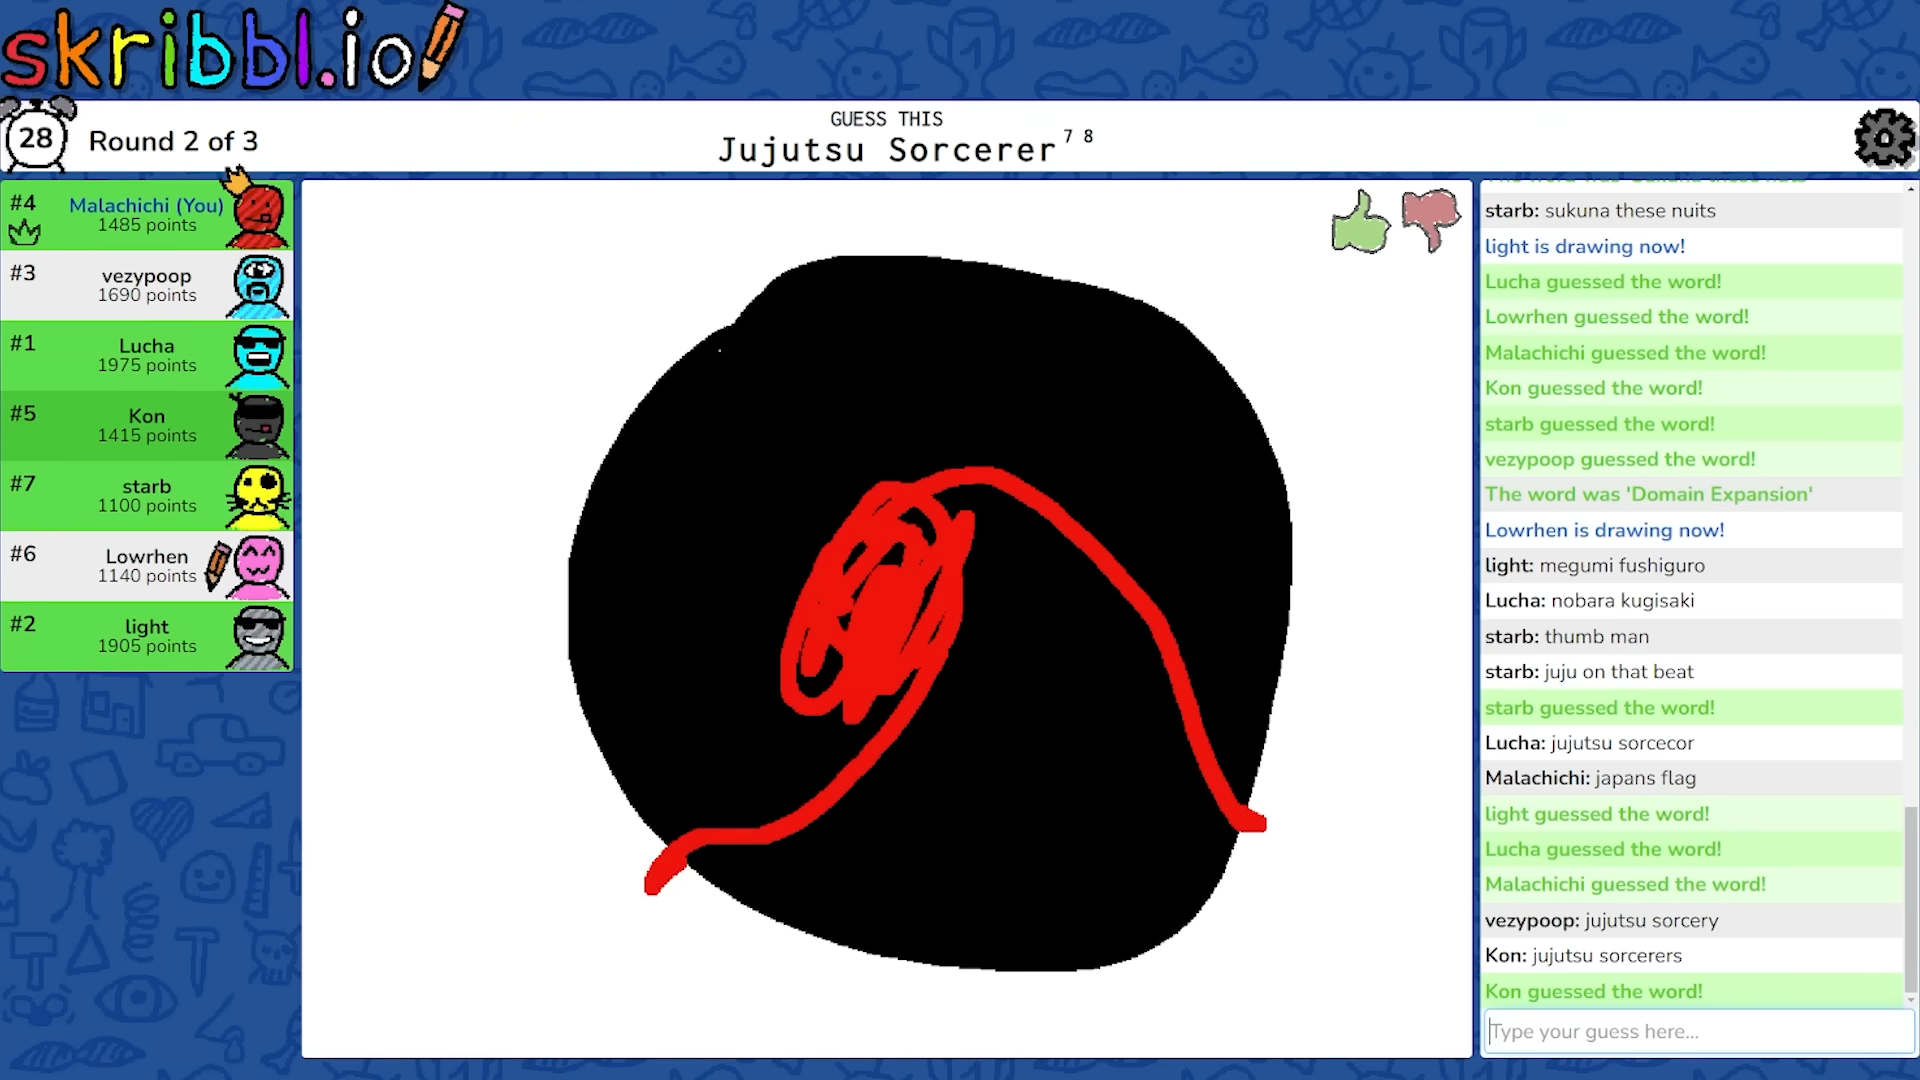 skribbl.io
28
Round 2 of 3
GUESS THIS
Jujutsu Sorcerer 7 8
#4
Malachichi (You)
1485 points
#3
vezypoop
1690 points
#1
Lucha
1975 points
#5
Kon
1415 points
#7
starb
1100 points
#6
Lowrhen
1140 points
#2
light
1905 points
starb: sukuna these nuits
light is drawing now!
Lucha guessed the word!
Lowrhen guessed the word!
Malachichi guessed the word!
Kon guessed the word!
starb guessed the word!
vezypoop guessed the word!
The word was 'Domain Expansion'
Lowrhen is drawing now!
light: megumi fushiguro
Lucha: nobara kugisaki
starb: thumb man
starb: juju on that beat
starb guessed the word!
Lucha: jujutsu sorcecor
Malachichi: japans flag
light guessed the word!
Lucha guessed the word!
Malachichi guessed the word!
vezypoop: jujutsu sorcery
Kon: jujutsu sorcerers
Kon guessed the word!
Type your guess here...